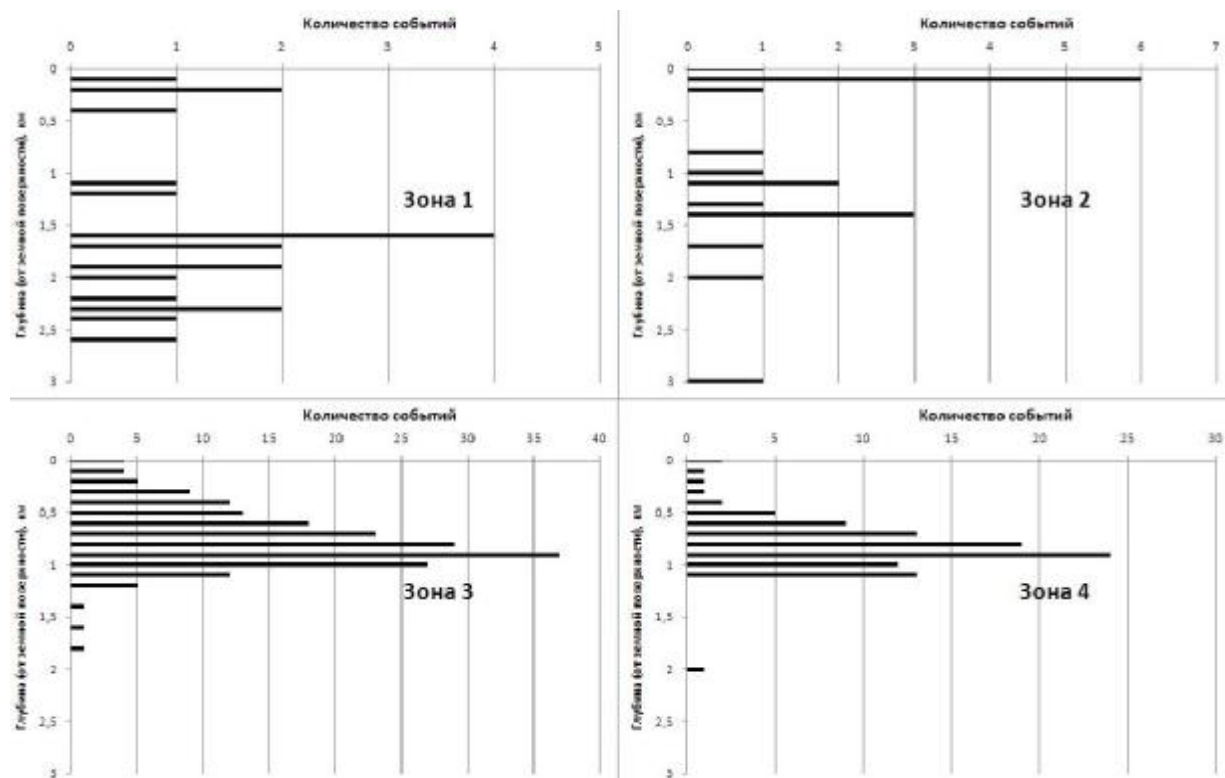 Количество событий
0 1 2 3 4 5
0
0,5
1
1,5
2
2,5
3
Глубина (от земной поверхности), км
Зона 1
Количество событий
0 1 2 3 4 5 6 7
0
0,5
1
1,5
2
2,5
3
Глубина (от земной поверхности), км
Зона 2
Количество событий
0 5 10 15 20 25 30 35 40
0
0,5
1
1,5
2
2,5
3
Глубина (от земной поверхности), км
Зона 3
Количество событий
0 5 10 15 20 25 30
0
0,5
1
1,5
2
2,5
3
Глубина (от земной поверхности), км
Зона 4